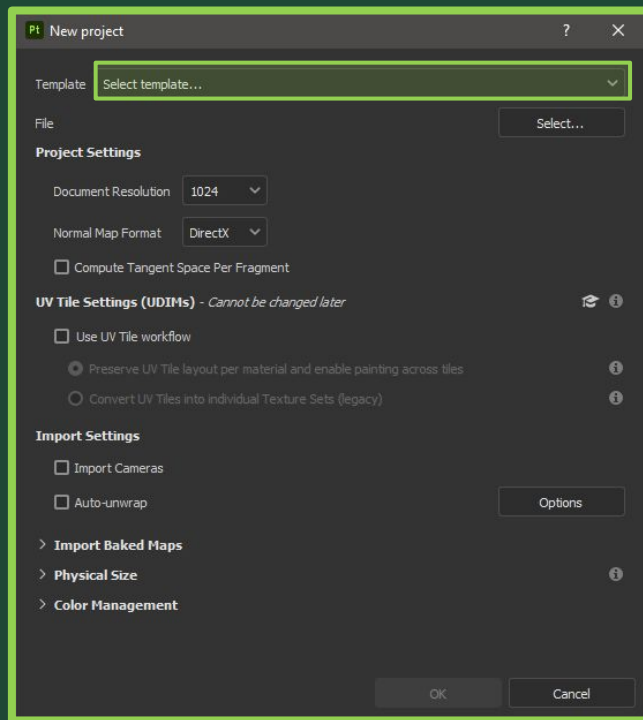 Pt New project ?
Template Select template...
File Select...
Project Settings
Document Resolution 1024
Normal Map Format DirectX
Compute Tangent Space Per Fragment
UV Tile Settings (UDIMs) - Cannot be changed later
Use UV Tile workflow
Preserve UV Tile layout per material and enable painting across tiles
Convert UV Tiles into individual Texture Sets (legacy)
Import Settings
Import Cameras
Auto-unwrap Options
Import Baked Maps
Physical Size
Color Management
OK Cancel